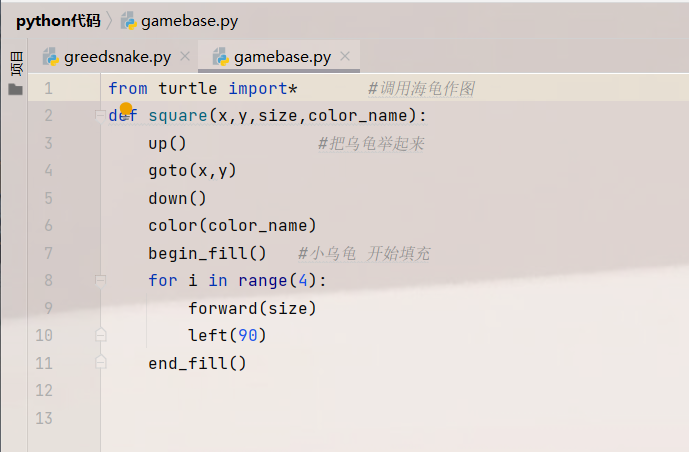 python代码 gamebase.py
项目
greedsnake.py gamebase.py
1 from turtle import* #调用海龟作图
2 def square(x,y,size,color_name):
3 up() #把乌龟举起来
4 goto(x,y)
5 down()
6 color(color_name)
7 begin_fill() #小乌龟 开始填充
8 for i in range(4):
9 forward(size)
10 left(90)
11 end_fill()
12
13